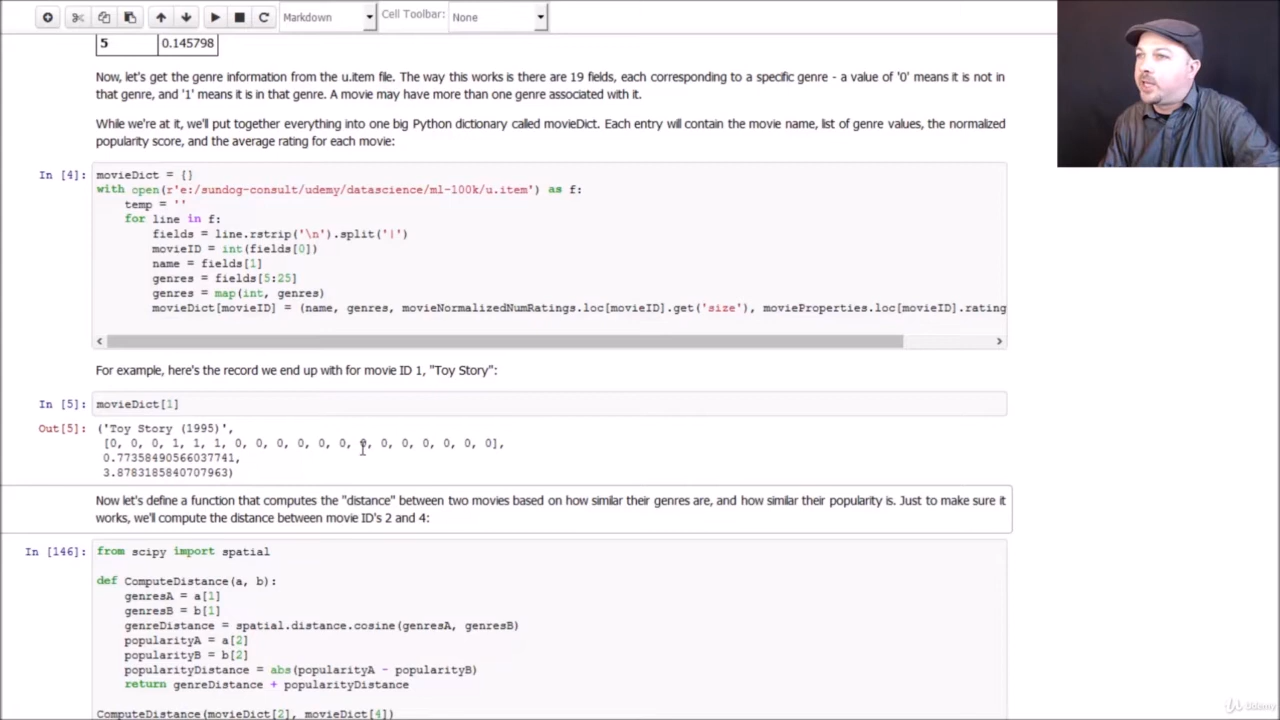 Markdown
Cell Toolbar:
None
5 0.145798
Now, let's get the genre information from the u.item file. The way this works is there are 19 fields, each corresponding to a specific genre - a value of '0' means it is not in
that genre, and '1' means it is in that genre. A movie may have more than one genre associated with it.
While we're at it, we'll put together everything into one big Python dictionary called movieDict. Each entry will contain the movie name, list of genre values, the normalized
popularity score, and the average rating for each movie:
In [4]: movieDict = {}
with open(r'e:/sundog-consult/udemy/datascience/ml-100k/u.item') as f:
temp = ''
for line in f:
fields = line.rstrip('\n').split('|')
movieID = int(fields[0])
name = fields[1]
genres = fields[5:25]
genres = map(int, genres)
movieDict[movieID] = (name, genres, movieNormalizedNumRatings.loc[movieID].get('size'), movieProperties.loc[movieID].rating
For example, here's the record we end up with for movie ID 1, "Toy Story":
In [5]: movieDict[1]
Out[5]: ('Toy Story (1995)',
[0, 0, 0, 1, 1, 1, 0, 0, 0, 0, 0, 0, 0, 0, 0, 0, 0, 0, 0],
0.77358490566037741,
3.8783185840707963)
Now let's define a function that computes the "distance" between two movies based on how similar their genres are, and how similar their popularity is. Just to make sure it
works, we'll compute the distance between movie ID's 2 and 4:
In [146]: from scipy import spatial
def ComputeDistance(a, b):
genresA = a[1]
genresB = b[1]
genreDistance = spatial.distance.cosine(genresA, genresB)
popularityA = a[2]
popularityB = b[2]
popularityDistance = abs(popularityA - popularityB)
return genreDistance + popularityDistance
ComputeDistance(movieDict[2], movieDict[4])
Udemy